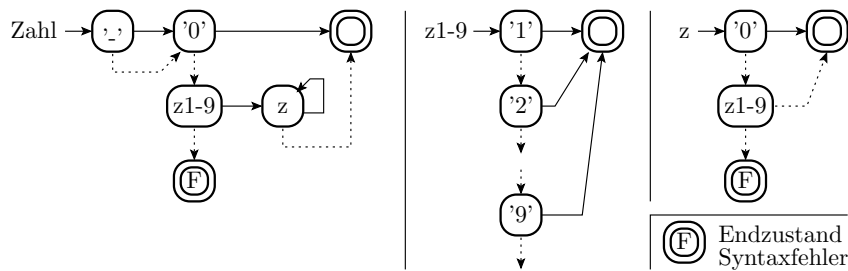 Zahl '-' '0' z1-9 '1' z '0'
z1-9 z '2' z1-9
F F
'9'
F Endzustand
Syntaxfehler